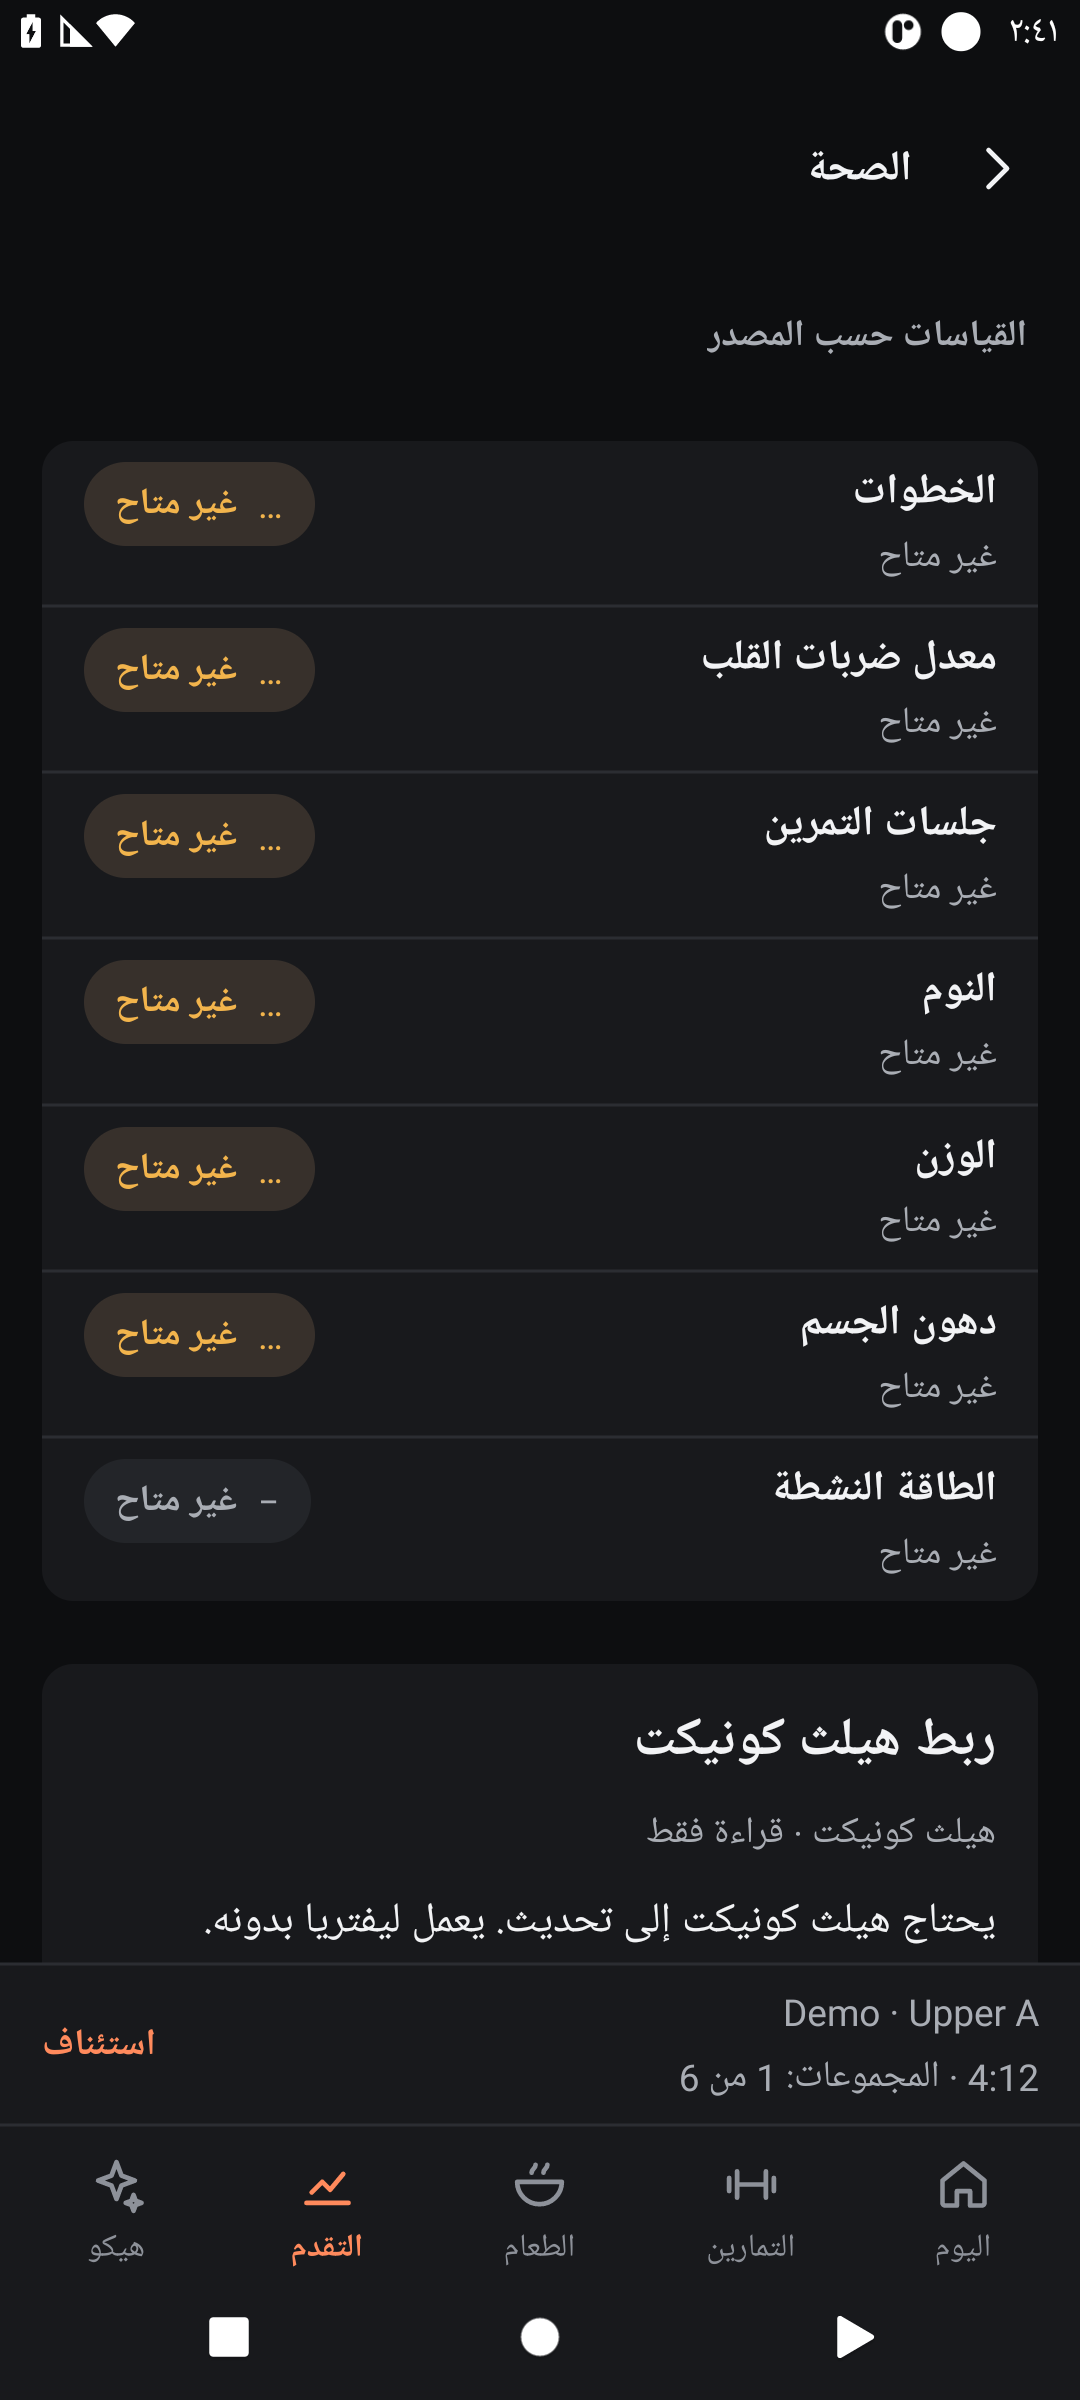 ٢:٤١
الصحة
القياسات حسب المصدر
الخطوات
غير متاح
... غير متاح
معدل ضربات القلب
غير متاح
... غير متاح
جلسات التمرين
غير متاح
... غير متاح
النوم
غير متاح
... غير متاح
الوزن
غير متاح
... غير متاح
دهون الجسم
غير متاح
... غير متاح
الطاقة النشطة
غير متاح
– غير متاح
ربط هيلث كونيكت
هيلث كونيكت · قراءة فقط
يحتاج هيلث كونيكت إلى تحديث. يعمل ليفتريا بدونه.
Demo · Upper A
4:12 · المجموعات: 1 من 6
استئناف
اليوم
التمارين
الطعام
التقدم
هيكو